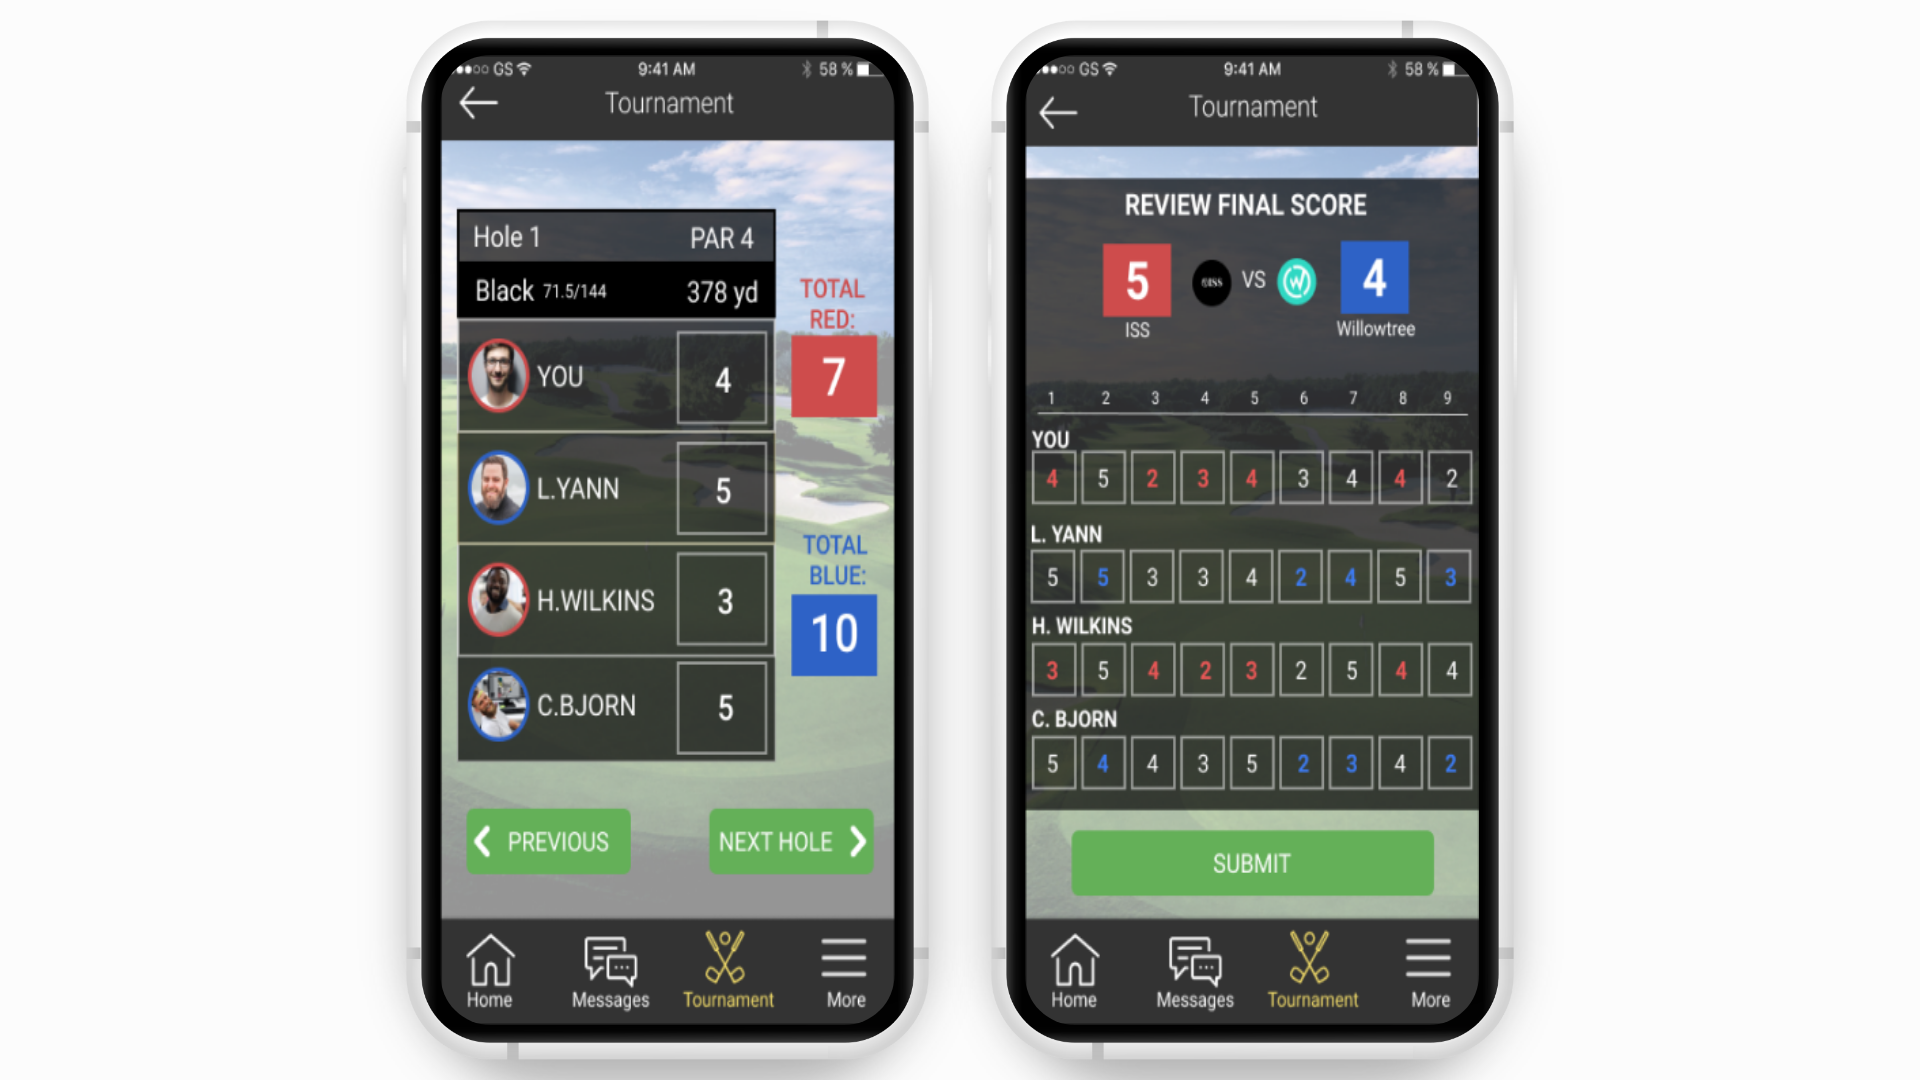 GS 9:41 AM 58 %
Tournament
Hole 1 PAR 4
Black 71.5/144 378 yd
YOU 4
L.YANN 5
H.WILKINS 3
C.BJORN 5
TOTAL
RED:
7
TOTAL
BLUE:
10
PREVIOUS NEXT HOLE
Home Messages Tournament More
GS 9:41 AM 58 %
Tournament
REVIEW FINAL SCORE
5 VS W 4
ISS Willowtree
1 2 3 4 5 6 7 8 9
YOU
4 5 2 3 4 3 4 4 2
L. YANN
5 5 3 3 4 2 4 5 3
H. WILKINS
3 5 4 2 3 2 5 4 4
C. BJORN
5 4 4 3 5 2 3 4 2
SUBMIT
Home Messages Tournament More